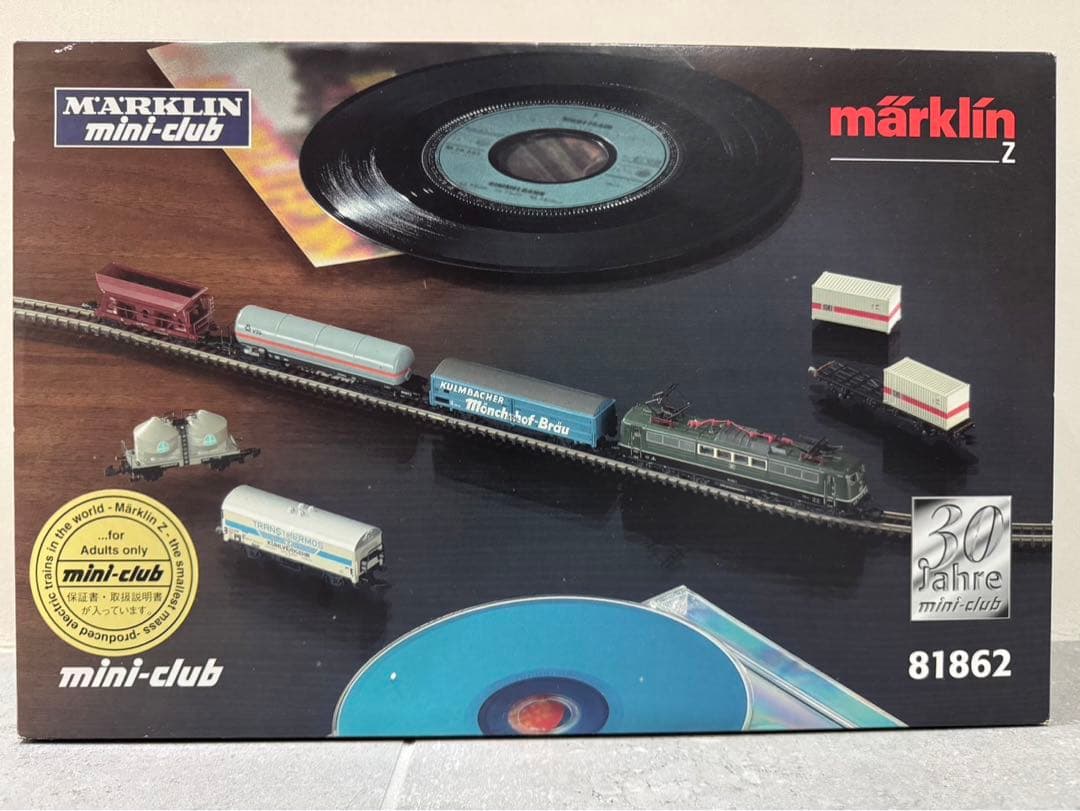 MÄRKLIN
mini-club
märklín
Z
KULMBACHER
Mönchshof-Bräu
TRANSTHERMOS
Märklin Z - the smallest mass-produced electric trains in the world -
...for
Adults only
mini-club
保証書・取扱説明書
が入っています。
30
Jahre
mini-club
mini-club
81862